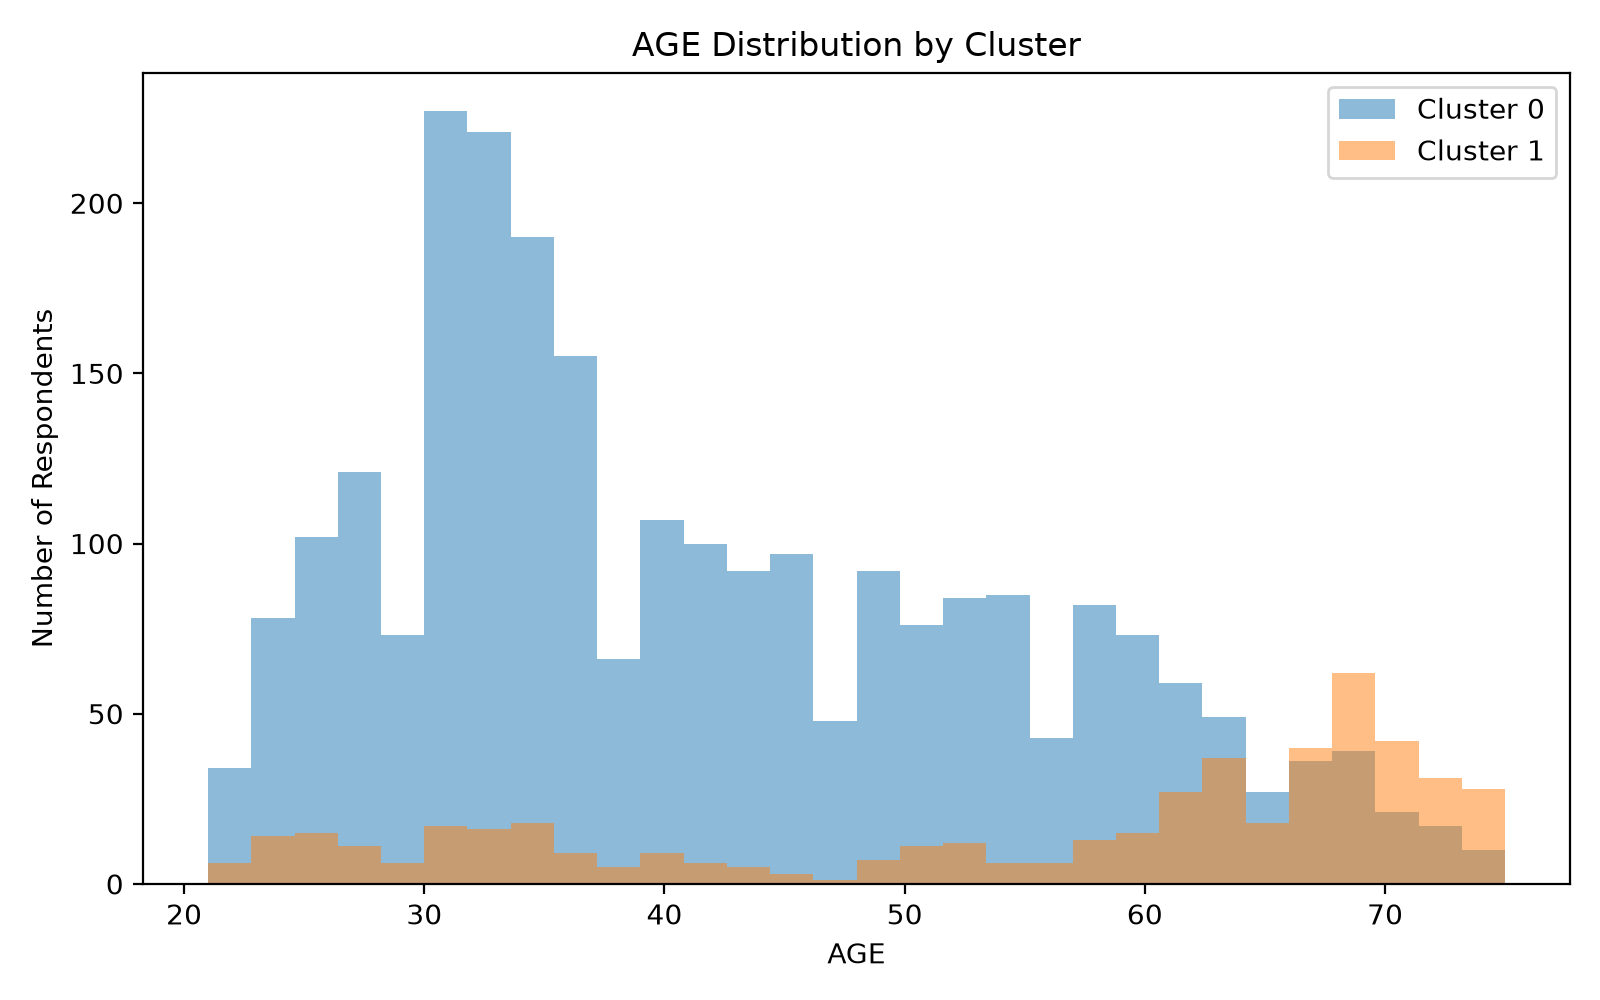 AGE Distribution by Cluster
Cluster 0
Cluster 1
Number of Respondents
200
150
100
50
0
20 30 40 50 60 70
AGE